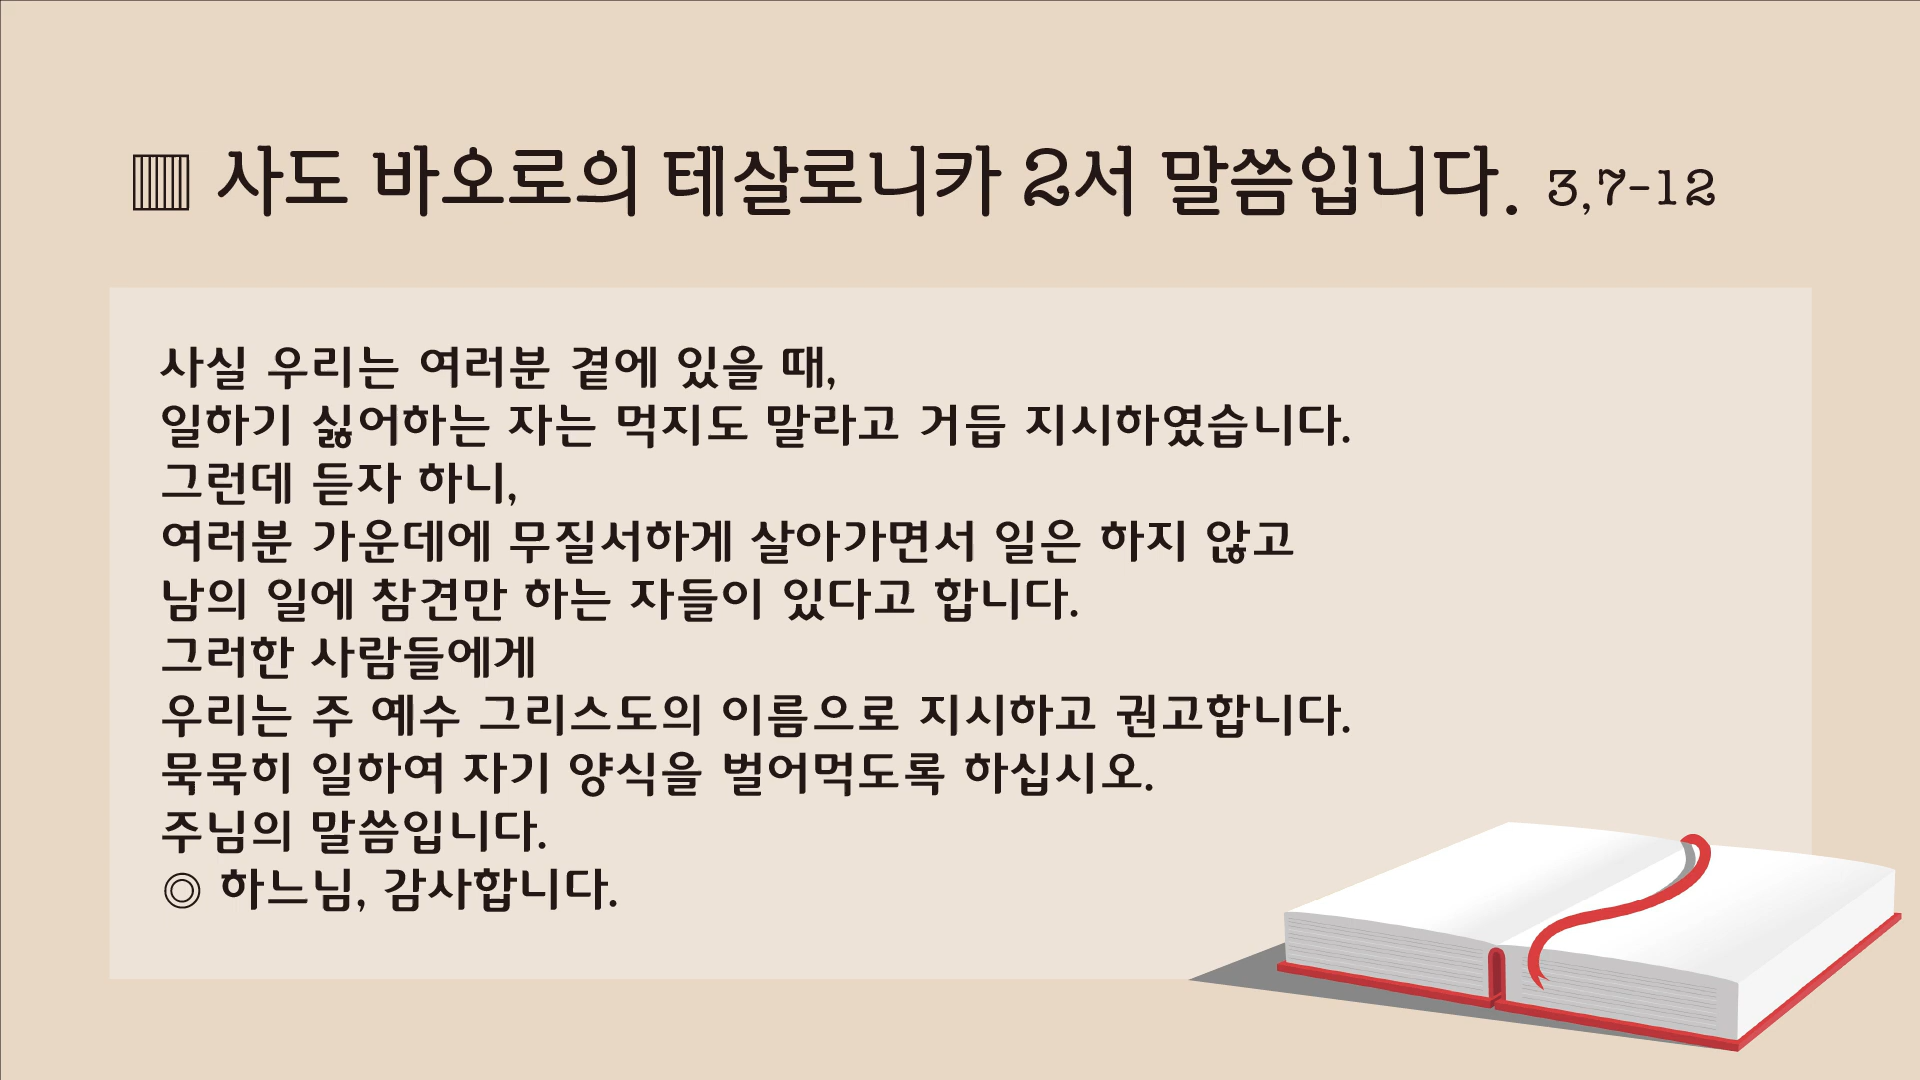 ▥ 사도 바오로의 테살로니카 2서 말씀입니다. 3,7-12
사실 우리는 여러분 곁에 있을 때,
일하기 싫어하는 자는 먹지도 말라고 거듭 지시하였습니다.
그런데 듣자 하니,
여러분 가운데에 무질서하게 살아가면서 일은 하지 않고
남의 일에 참견만 하는 자들이 있다고 합니다.
그러한 사람들에게
우리는 주 예수 그리스도의 이름으로 지시하고 권고합니다.
묵묵히 일하여 자기 양식을 벌어먹도록 하십시오.
주님의 말씀입니다.
◎ 하느님, 감사합니다.